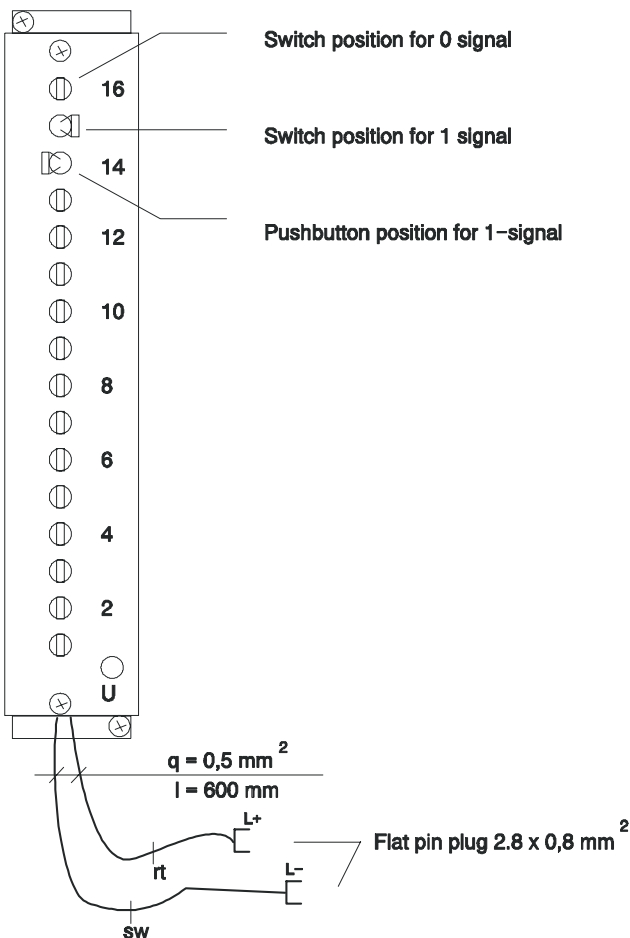 Switch position for 0 signal
16
Switch position for 1 signal
14
Pushbutton position for 1-signal
12
10
8
6
4
2
U
q = 0,5 mm 2
l = 600 mm
L+
Flat pin plug 2.8 x 0,8 mm 2
rt
L-
sw